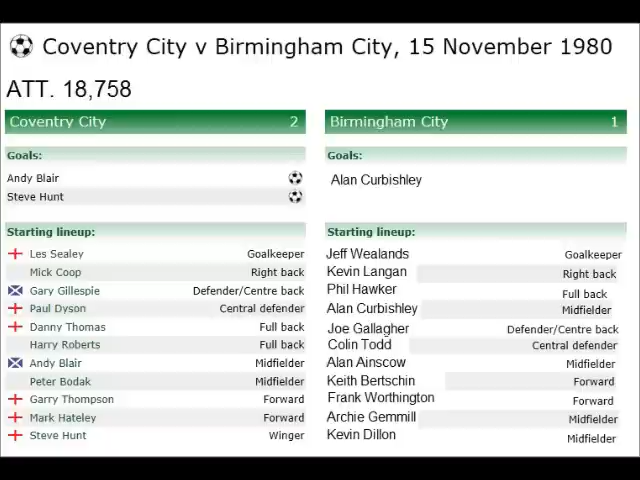 Coventry City v Birmingham City, 15 November 1980
ATT. 18,758
Coventry City 2
Goals:
Andy Blair
Steve Hunt
Starting lineup:
Les Sealey Goalkeeper
Mick Coop Right back
Gary Gillespie Defender/Centre back
Paul Dyson Central defender
Danny Thomas Full back
Harry Roberts Full back
Andy Blair Midfielder
Peter Bodak Midfielder
Garry Thompson Forward
Mark Hateley Forward
Steve Hunt Winger
Birmingham City 1
Goals:
Alan Curbishley
Starting lineup:
Jeff Wealands Goalkeeper
Kevin Langan Right back
Phil Hawker Full back
Alan Curbishley Midfielder
Joe Gallagher Defender/Centre back
Colin Todd Central defender
Alan Ainscow Midfielder
Keith Bertschin Forward
Frank Worthington Forward
Archie Gemmill Midfielder
Kevin Dillon Midfielder